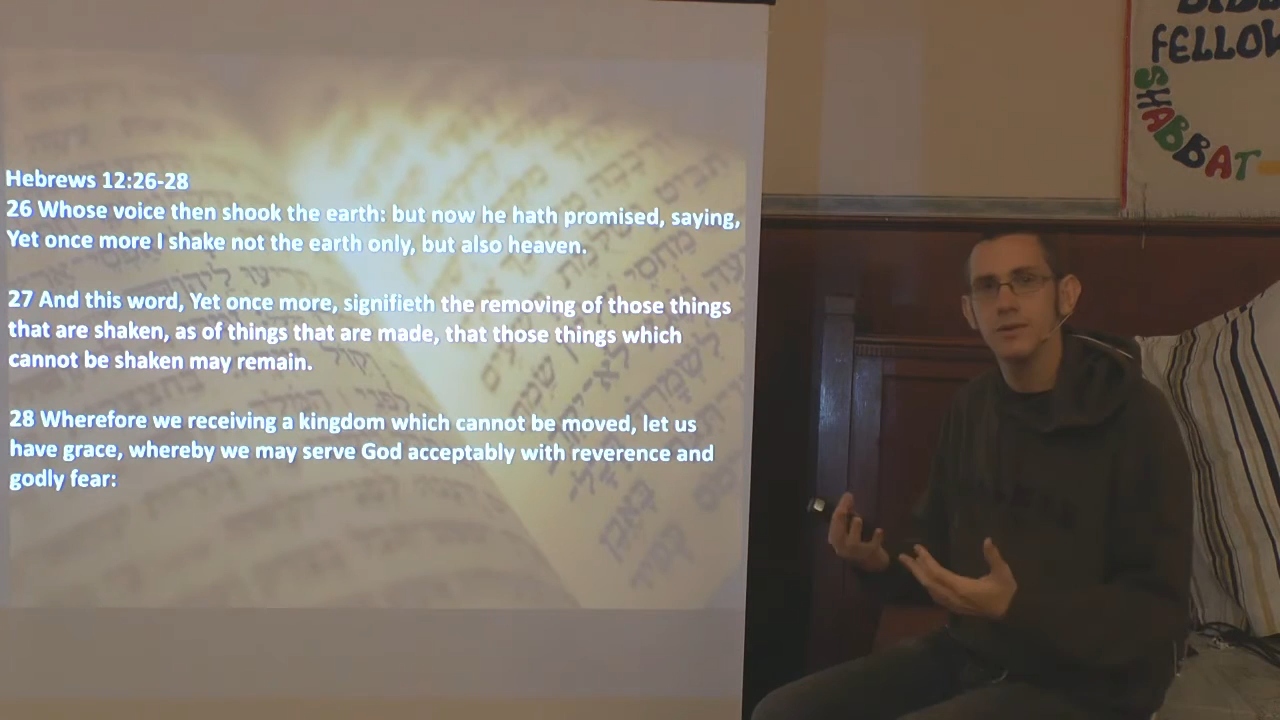 Hebrews 12:26-28
26 Whose voice then shook the earth: but now he hath promised, saying,
Yet once more I shake not the earth only, but also heaven.
27 And this word, Yet once more, signifieth the removing of those things
that are shaken, as of things that are made, that those things which
cannot be shaken may remain.
28 Wherefore we receiving a kingdom which cannot be moved, let us
have grace, whereby we may serve God acceptably with reverence and
godly fear:
FELLOW
SHABBAT